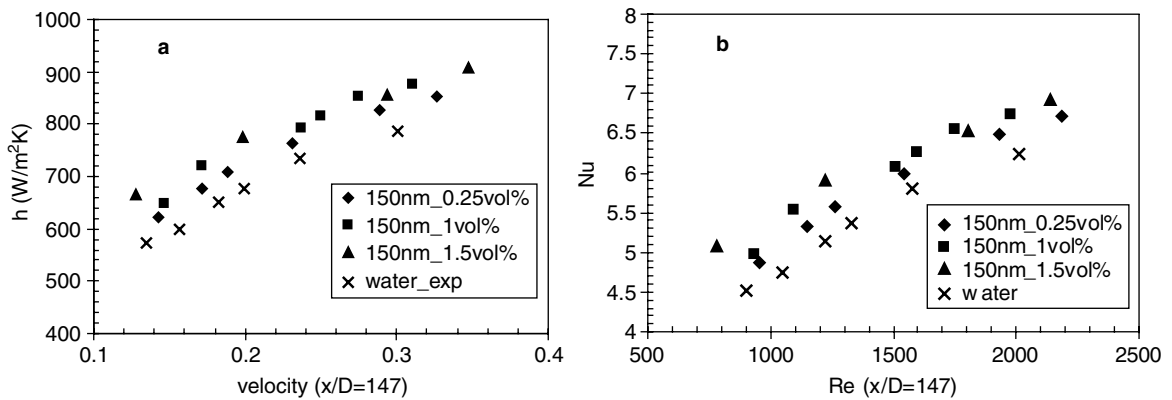 a
1000
900
800
700
600
500
400
h (W/m²K)
0.1
0.2
0.3
0.4
velocity (x/D=147)
150nm_0.25vol%
150nm_1vol%
150nm_1.5vol%
water_exp
b
8
7.5
7
6.5
6
5.5
5
4.5
4
Nu
500
1000
1500
2000
2500
Re (x/D=147)
150nm_0.25vol%
150nm_1vol%
150nm_1.5vol%
water